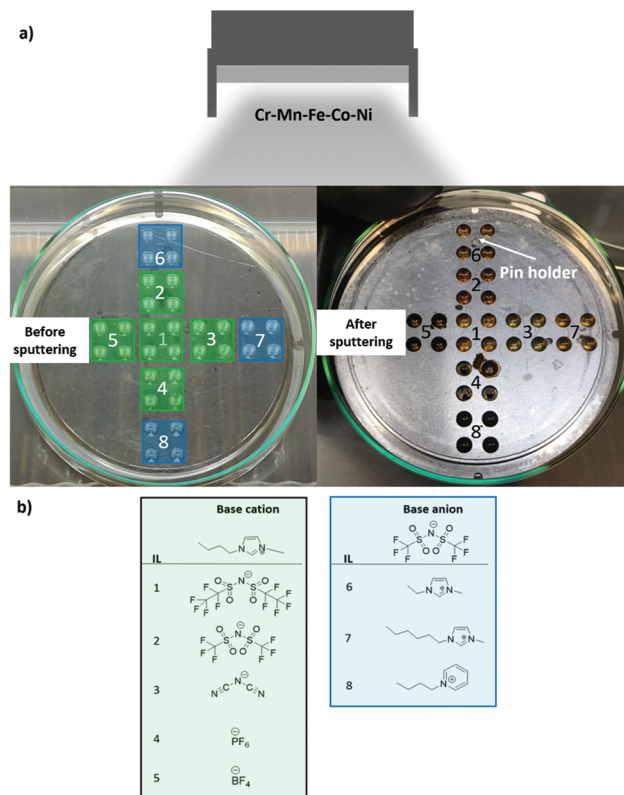 a)
Cr-Mn-Fe-Co-Ni
Before
sputtering
6
2
5
1
3
7
4
8
After
sputtering
6
Pin holder
2
5
1
3
7
4
8
b)
Base cation
N
N
IL
1
O O N⊖ O O
S S
F F F F
F F F F
F F
2
O O N⊖ O O
F S S F
F O O F
F F
3
⊖
N
N≡C C≡N
4
⊖
PF6
5
⊖
BF4
Base anion
⊖
O N O
O S S O
F F
F F F F
IL
6
N ⊕ N
7
N ⊕ N
8
N⊕